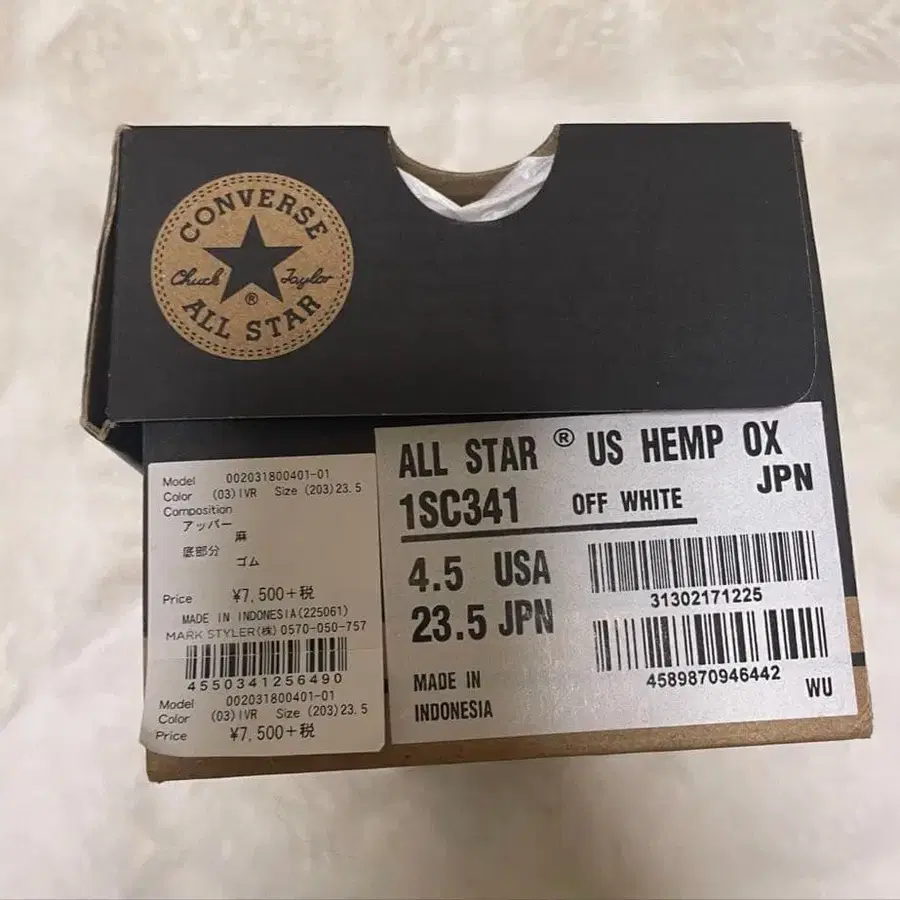 CONVERSE
Chuck Taylor
®
ALL STAR
Model 002031800401-01
Color (03)IVR Size (203)23.5
Composition
アッパー
麻
底部分
ゴム
Price ¥7,500+税
MADE IN INDONESIA(225061)
MARK STYLER(株) 0570-050-757
4550341256490
Model 002031800401-01
Color (03)IVR Size (203)23.5
Price ¥7,500+税
ALL STAR ® US HEMP OX
JPN
1SC341 OFF WHITE
4.5 USA
23.5 JPN
31302171225
4589870946442
MADE IN
INDONESIA
WU